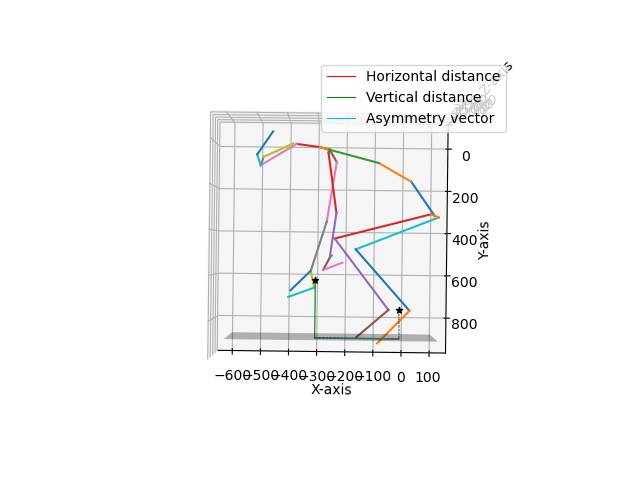 Z-axis
Horizontal distance
Vertical distance
Asymmetry vector
0
200
400
600
800
Y-axis
−600−500−400−300−200−100 0 100
X-axis